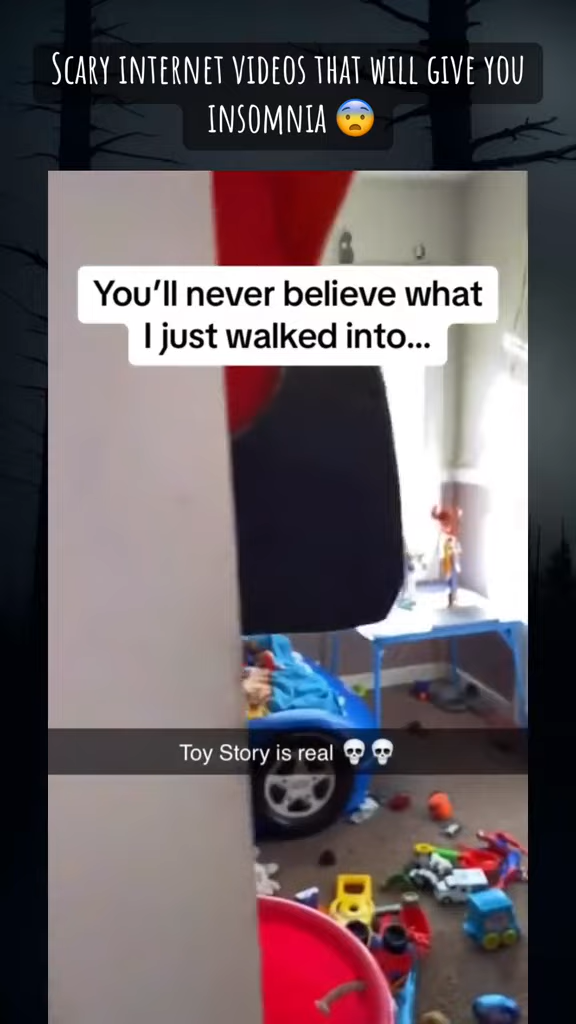 Scary internet videos that will give you
insomnia 😨
You'll never believe what
I just walked into...
Toy Story is real 💀💀